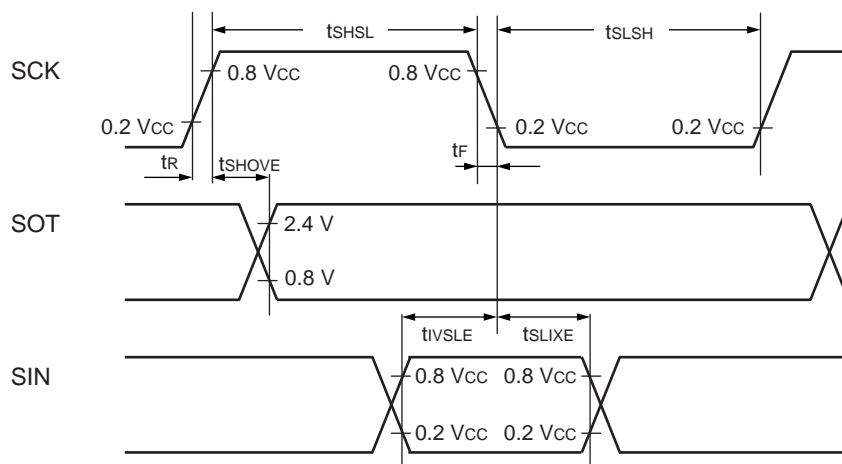 tSHSL tSLSH
SCK 0.8 VCC 0.8 VCC
0.2 VCC 0.2 VCC 0.2 VCC
tR tSHOVE tF
SOT 2.4 V
0.8 V
tIVSLE tSLIXE
SIN 0.8 VCC 0.8 VCC
0.2 VCC 0.2 VCC